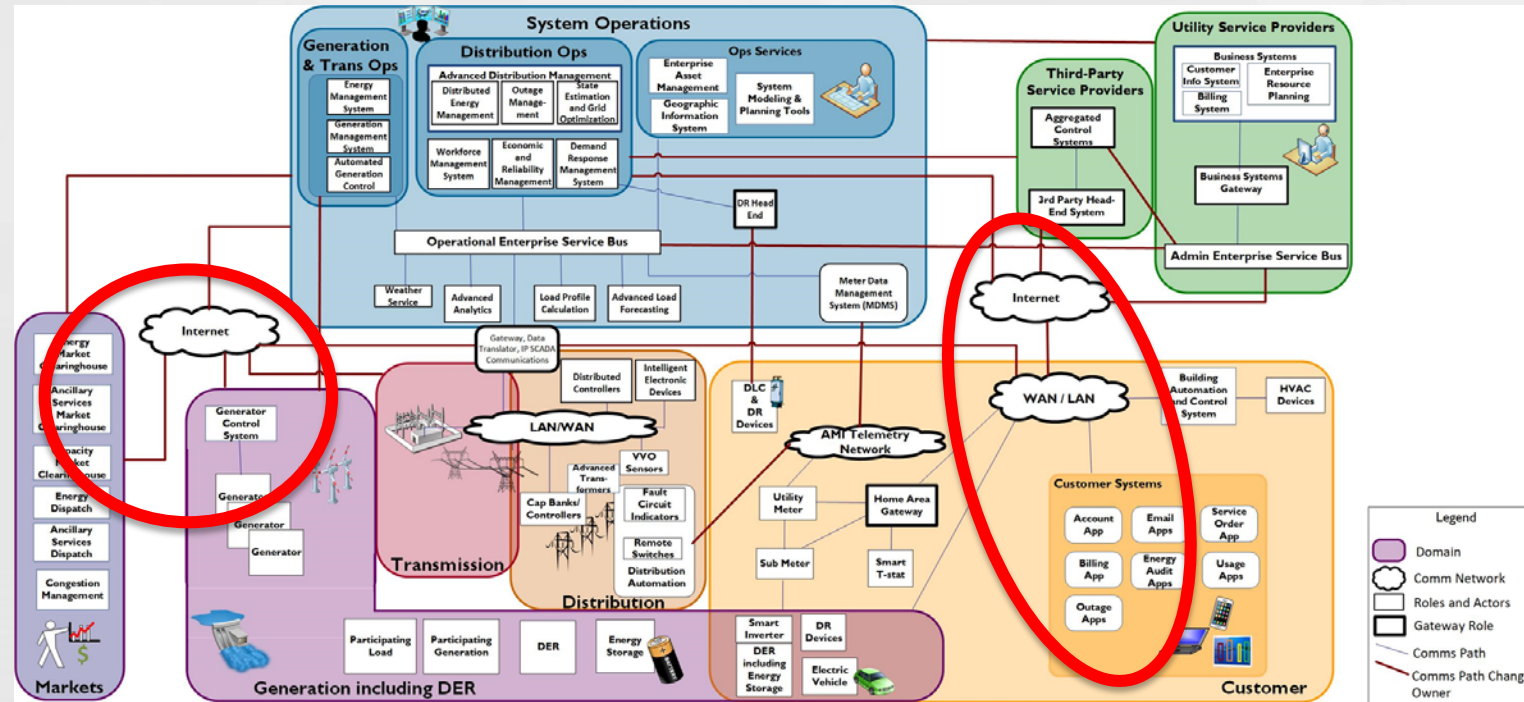 System Operations
Generation
& Trans Ops
Energy
Management
System
Generation
Management
System
Automated
Generation
Control
Distribution Ops
Advanced Distribution Management
Distributed
Energy
Management
Outage
Manage-
ment
State
Estimation
and Grid
Optimization
Workforce
Management
System
Economic
and
Reliability
Management
Demand
Response
Management
System
Ops Services
Enterprise
Asset
Management
Geographic
Information
System
System
Modeling &
Planning Tools
DR Head
End
Operational Enterprise Service Bus
Weather
Service
Advanced
Analytics
Load Profile
Calculation
Advanced Load
Forecasting
Meter Data
Management
System (MDMS)
Gateway, Data
Translator, IP SCADA
Communications
Third-Party
Service Providers
Aggregated
Control
Systems
3rd Party Head-
End System
Utility Service Providers
Business Systems
Customer
Info System
Billing
System
Enterprise
Resource
Planning
Business Systems
Gateway
Admin Enterprise Service Bus
Internet
Internet
Energy
Market
Clearinghouse
Ancillary
Services
Market
Clearinghouse
Capacity
Market
Clearinghouse
Energy
Dispatch
Ancillary
Services
Dispatch
Congestion
Management
$
Markets
Generator
Control
System
Generator
Generator
Generator
Participating
Load
Participating
Generation
DER
Energy
Storage
Generation including DER
Transmission
Distributed
Controllers
Intelligent
Electronic
Devices
LAN/WAN
VVO
Sensors
Advanced
Trans-
formers
Cap Banks/
Controllers
Fault
Circuit
Indicators
Remote
Switches
Distribution
Automation
Distribution
DLC
&
DR
Devices
AMI Telemetry
Network
Utility
Meter
Home Area
Gateway
Sub Meter
Smart
T-stat
Smart
Inverter
DER
including
Energy
Storage
DR
Devices
Electric
Vehicle
WAN / LAN
Building
Automation
and Control
System
HVAC
Devices
Customer Systems
Account
App
Email
Apps
Service
Order
App
Billing
App
Energy
Audit
Apps
Usage
Apps
Outage
Apps
Customer
Legend
Domain
Comm Network
Roles and Actors
Gateway Role
Comms Path
Comms Path Chang
Owner